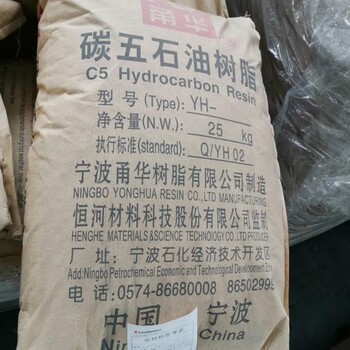 甬华
碳五石油树脂
C5 Hydrocarbon Resin
型号(Type): YH-
净含量(N.W.): 25 kg
执行标准(standard): Q/YH02
宁波甬华树脂有限公司制造
NINGBO YONGHUA RESIN CO., LTD MANUFACTURING
恒河材料科技股份有限公司监制
HENGHE MATERIALS&SCIENCE TECHNOLOGY CO.,LTD PRODUCER
厂址: 宁波石化经济技术开发区
Add:Ningbo Petrochemical Economic and Technological Development
电话: 0574-86680008 8650299
中国 宁波
Nin China